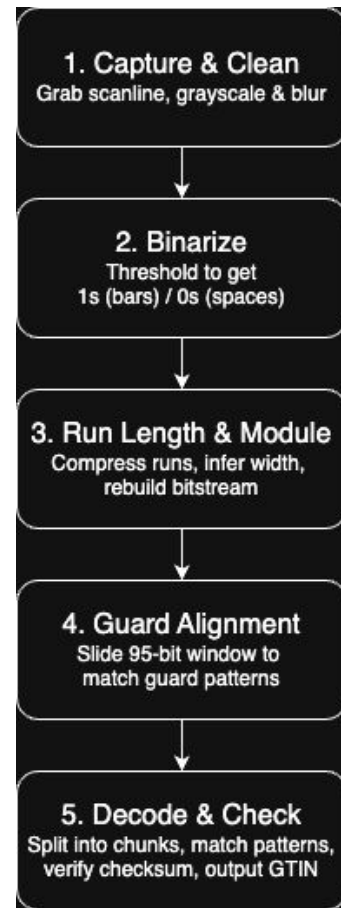 1. Capture & Clean
Grab scanline, grayscale & blur
2. Binarize
Threshold to get
1s (bars) / 0s (spaces)
3. Run Length & Module
Compress runs, infer width,
rebuild bitstream
4. Guard Alignment
Slide 95-bit window to
match guard patterns
5. Decode & Check
Split into chunks, match patterns,
verify checksum, output GTIN